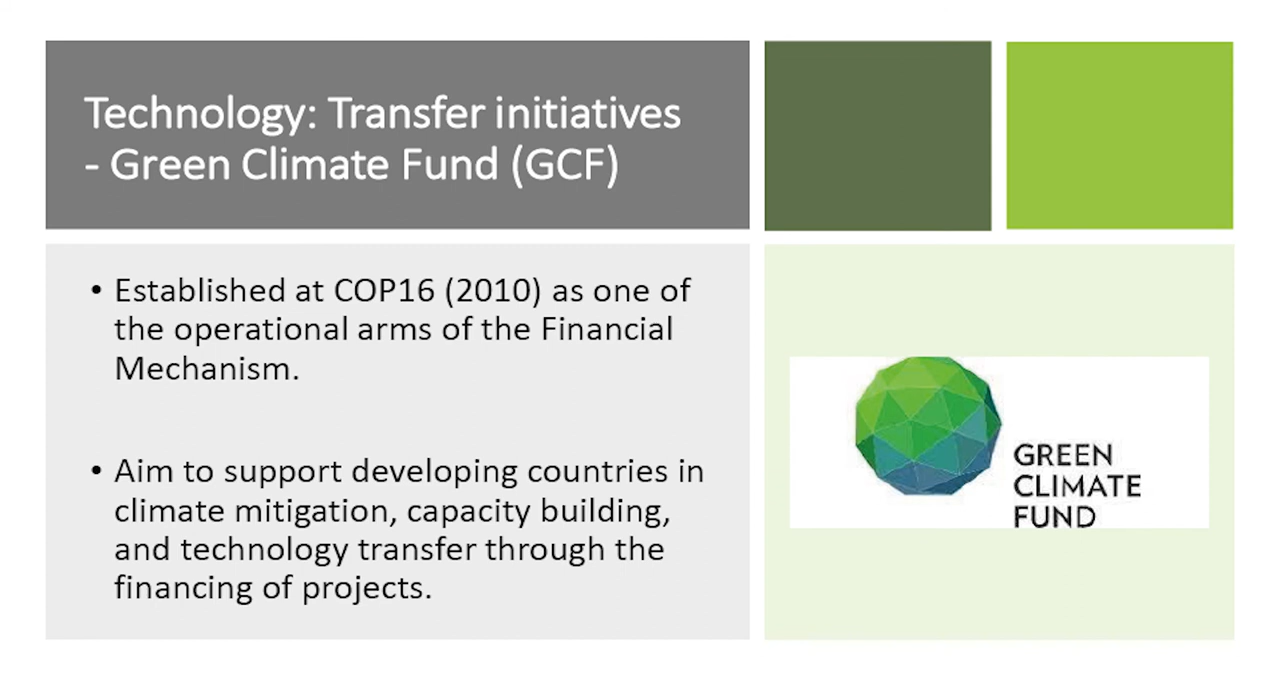 Technology: Transfer initiatives
- Green Climate Fund (GCF)
• Established at COP16 (2010) as one of
the operational arms of the Financial
Mechanism.
• Aim to support developing countries in
climate mitigation, capacity building,
and technology transfer through the
financing of projects.
GREEN
CLIMATE
FUND